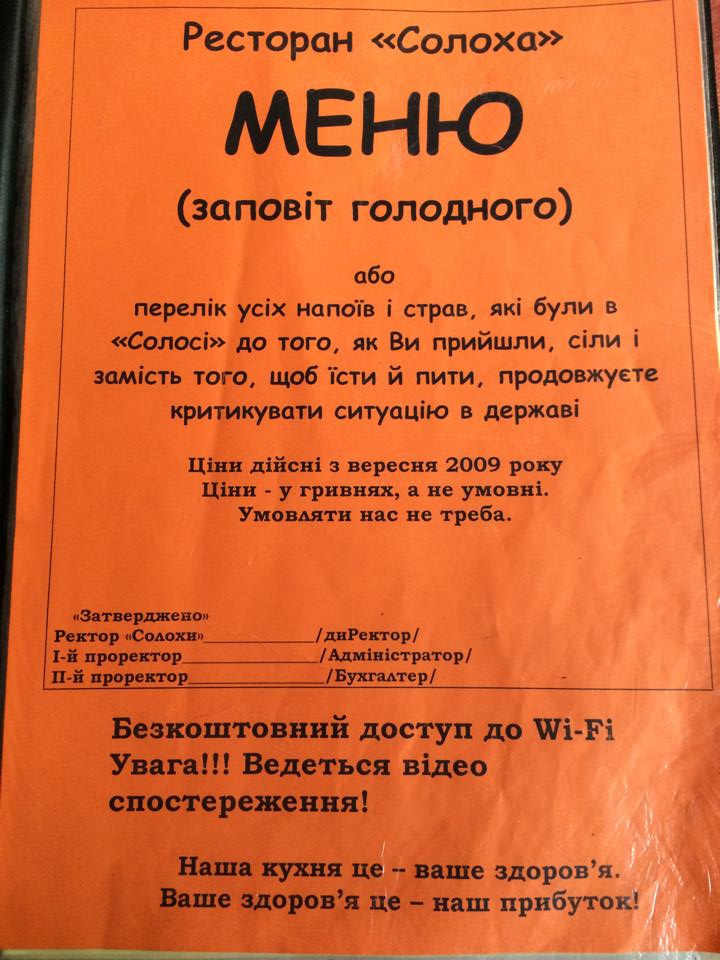 Ресторан «Солоха»
МЕНЮ
(заповіт голодного)
або
перелік усіх напоїв і страв, які були в
«Солосі» до того, як Ви прийшли, сіли і
замість того, щоб їсти й пити, продовжуєте
критикувати ситуацію в державі
Ціни дійсні з вересня 2009 року
Ціни - у гривнях, а не умовні.
Умовляти нас не треба.
«Затверджено»
Ректор «Солохи»____________/диРектор/
І-й проректор_______________/Адміністратор/
ІІ-й проректор_______________/Бухгалтер/
Безкоштовний доступ до Wi-Fi
Увага!!! Ведеться відео
спостереження!
Наша кухня це – ваше здоров’я.
Ваше здоров’я це – наш прибуток!